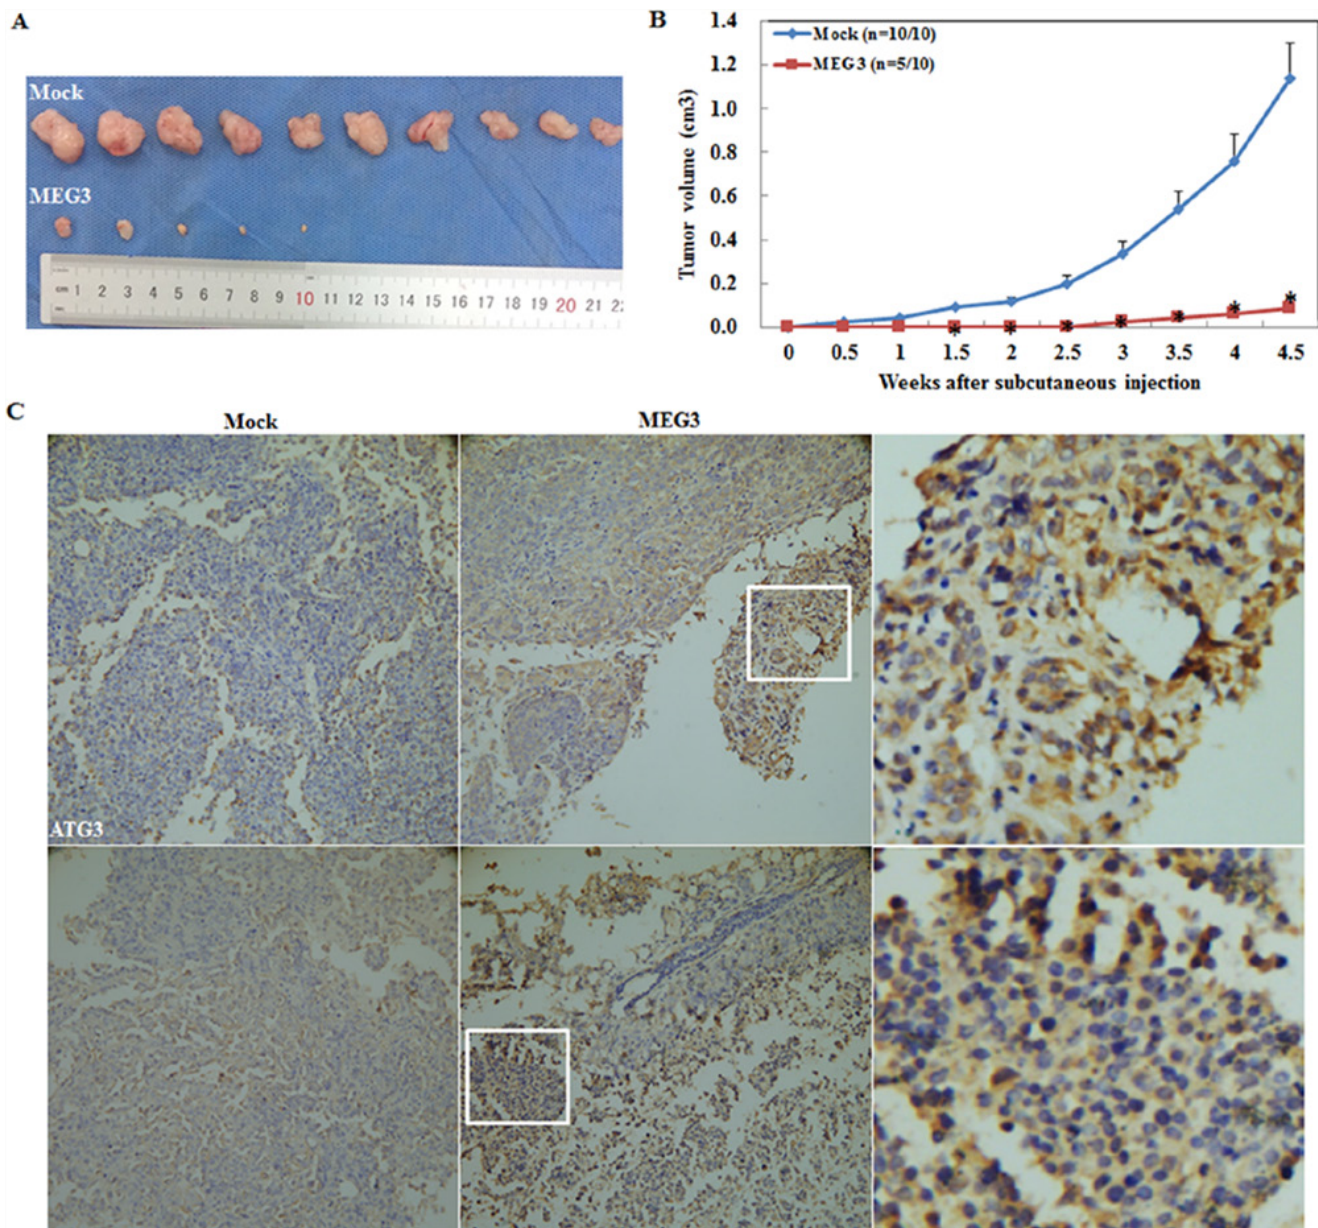 A
Mock
MEG3
cm 1 2 3 4 5 6 7 8 9 10 11 12 13 14 15 16 17 18 19 20 21 22
B
Tumor volume (cm3)
1.4
1.2
1
0.8
0.6
0.4
0.2
0.0
Mock (n=10/10)
MEG3 (n=5/10)
* * * * * * *
0 0.5 1 1.5 2 2.5 3 3.5 4 4.5
Weeks after subcutaneous injection
C
Mock MEG3
ATG3